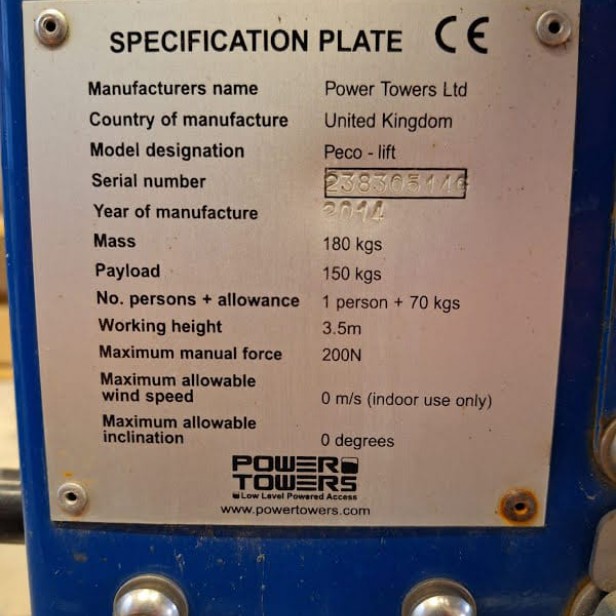 SPECIFICATION PLATE CE
Manufacturers name Power Towers Ltd
Country of manufacture United Kingdom
Model designation Peco - lift
Serial number
Year of manufacture 2014
Mass 180 kgs
Payload 150 kgs
No. persons + allowance 1 person + 70 kgs
Working height 3.5m
Maximum manual force 200N
Maximum allowable
wind speed 0 m/s (indoor use only)
Maximum allowable
inclination 0 degrees
POWER
TOWERS
Low Level Powered Access
www.powertowers.com